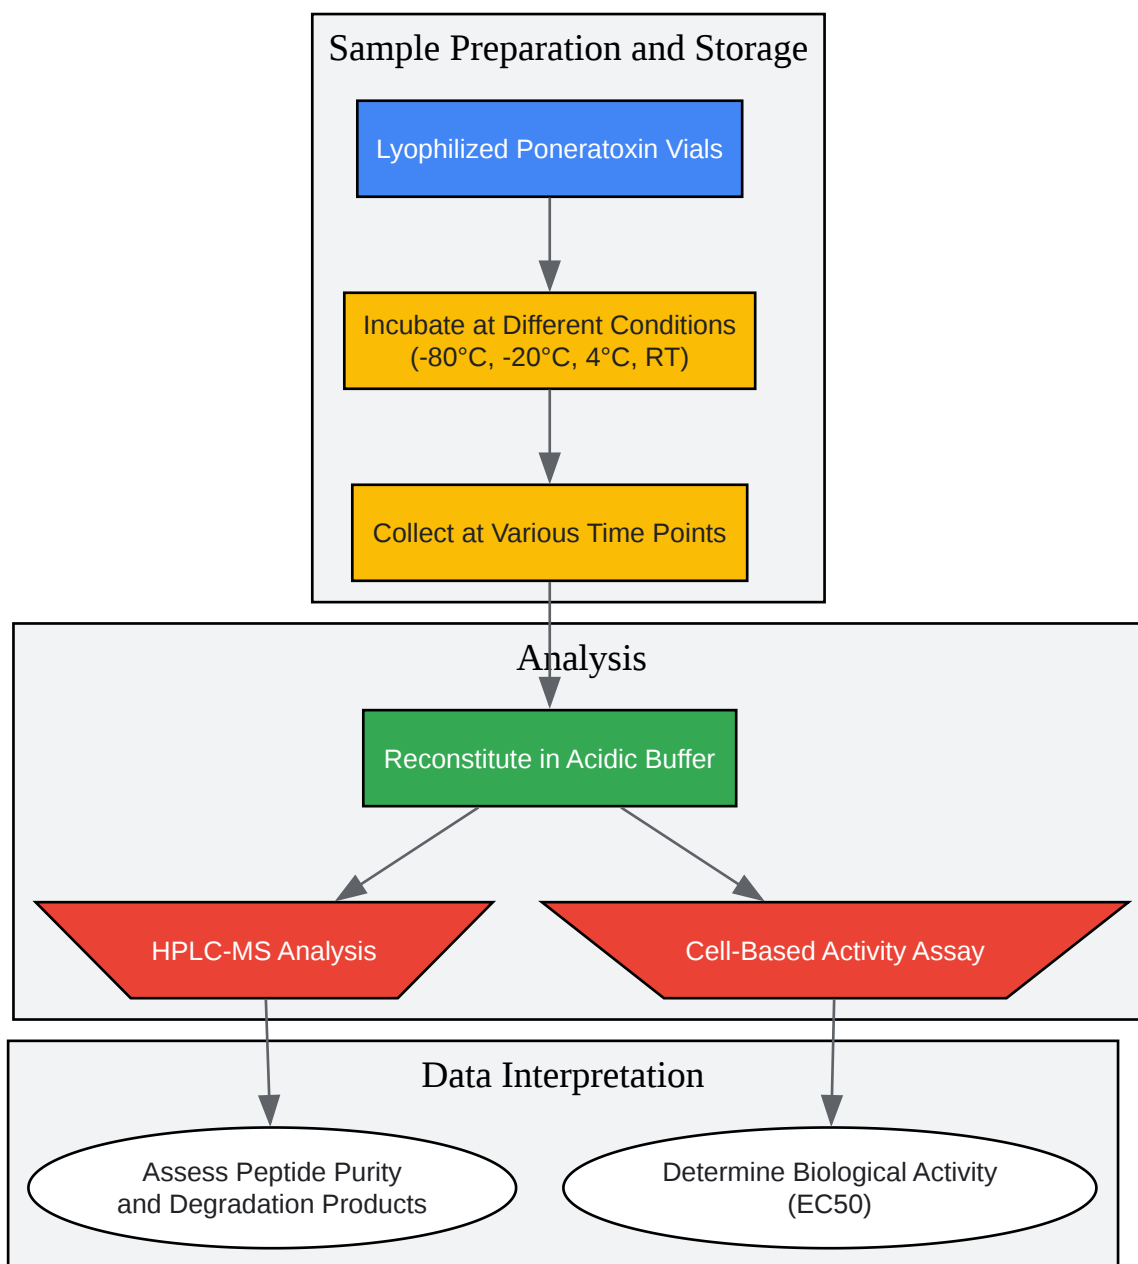 Sample Preparation and Storage
Lyophilized Poneratoxin Vials
Incubate at Different Conditions
(-80°C, -20°C, 4°C, RT)
Collect at Various Time Points
Analysis
Reconstitute in Acidic Buffer
HPLC-MS Analysis
Cell-Based Activity Assay
Data Interpretation
Assess Peptide Purity
and Degradation Products
Determine Biological Activity
(EC50)